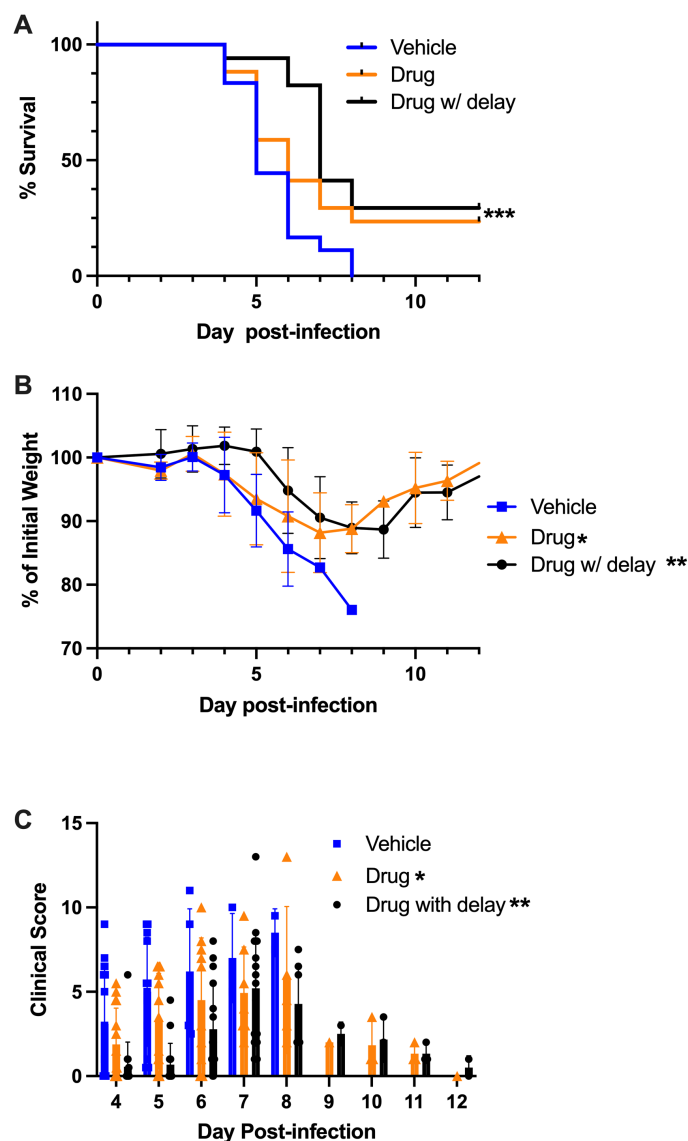 A
100
Vehicle
Drug
Drug w/ delay
% Survival
50
***
0
0
5
10
Day post-infection
B
110
% of Initial Weight
100
90
80
70
Vehicle
Drug*
Drug w/ delay **
0
5
10
Day post-infection
C
15
Vehicle
Drug *
Drug with delay**
Clinical Score
10
5
0
4 5 6 7 8 9 10 11 12
Day Post-infection